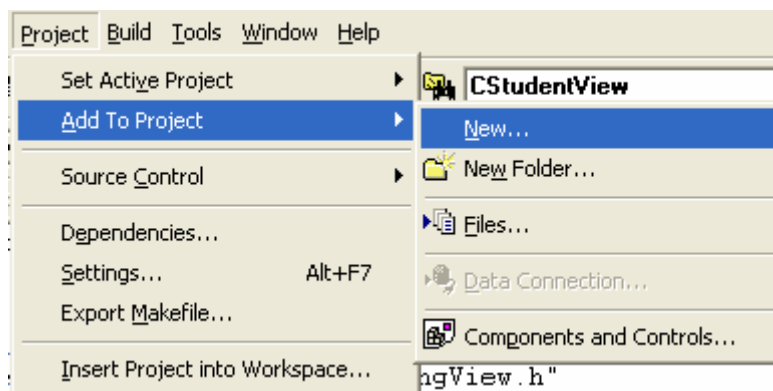 Project Build Tools Window Help
Set Active Project
CStudentView
Add To Project
New...
New Folder...
Source Control
Files...
Dependencies...
Settings... Alt+F7
Data Connection...
Export Makefile...
Components and Controls...
Insert Project into Workspace...
ngView.h"